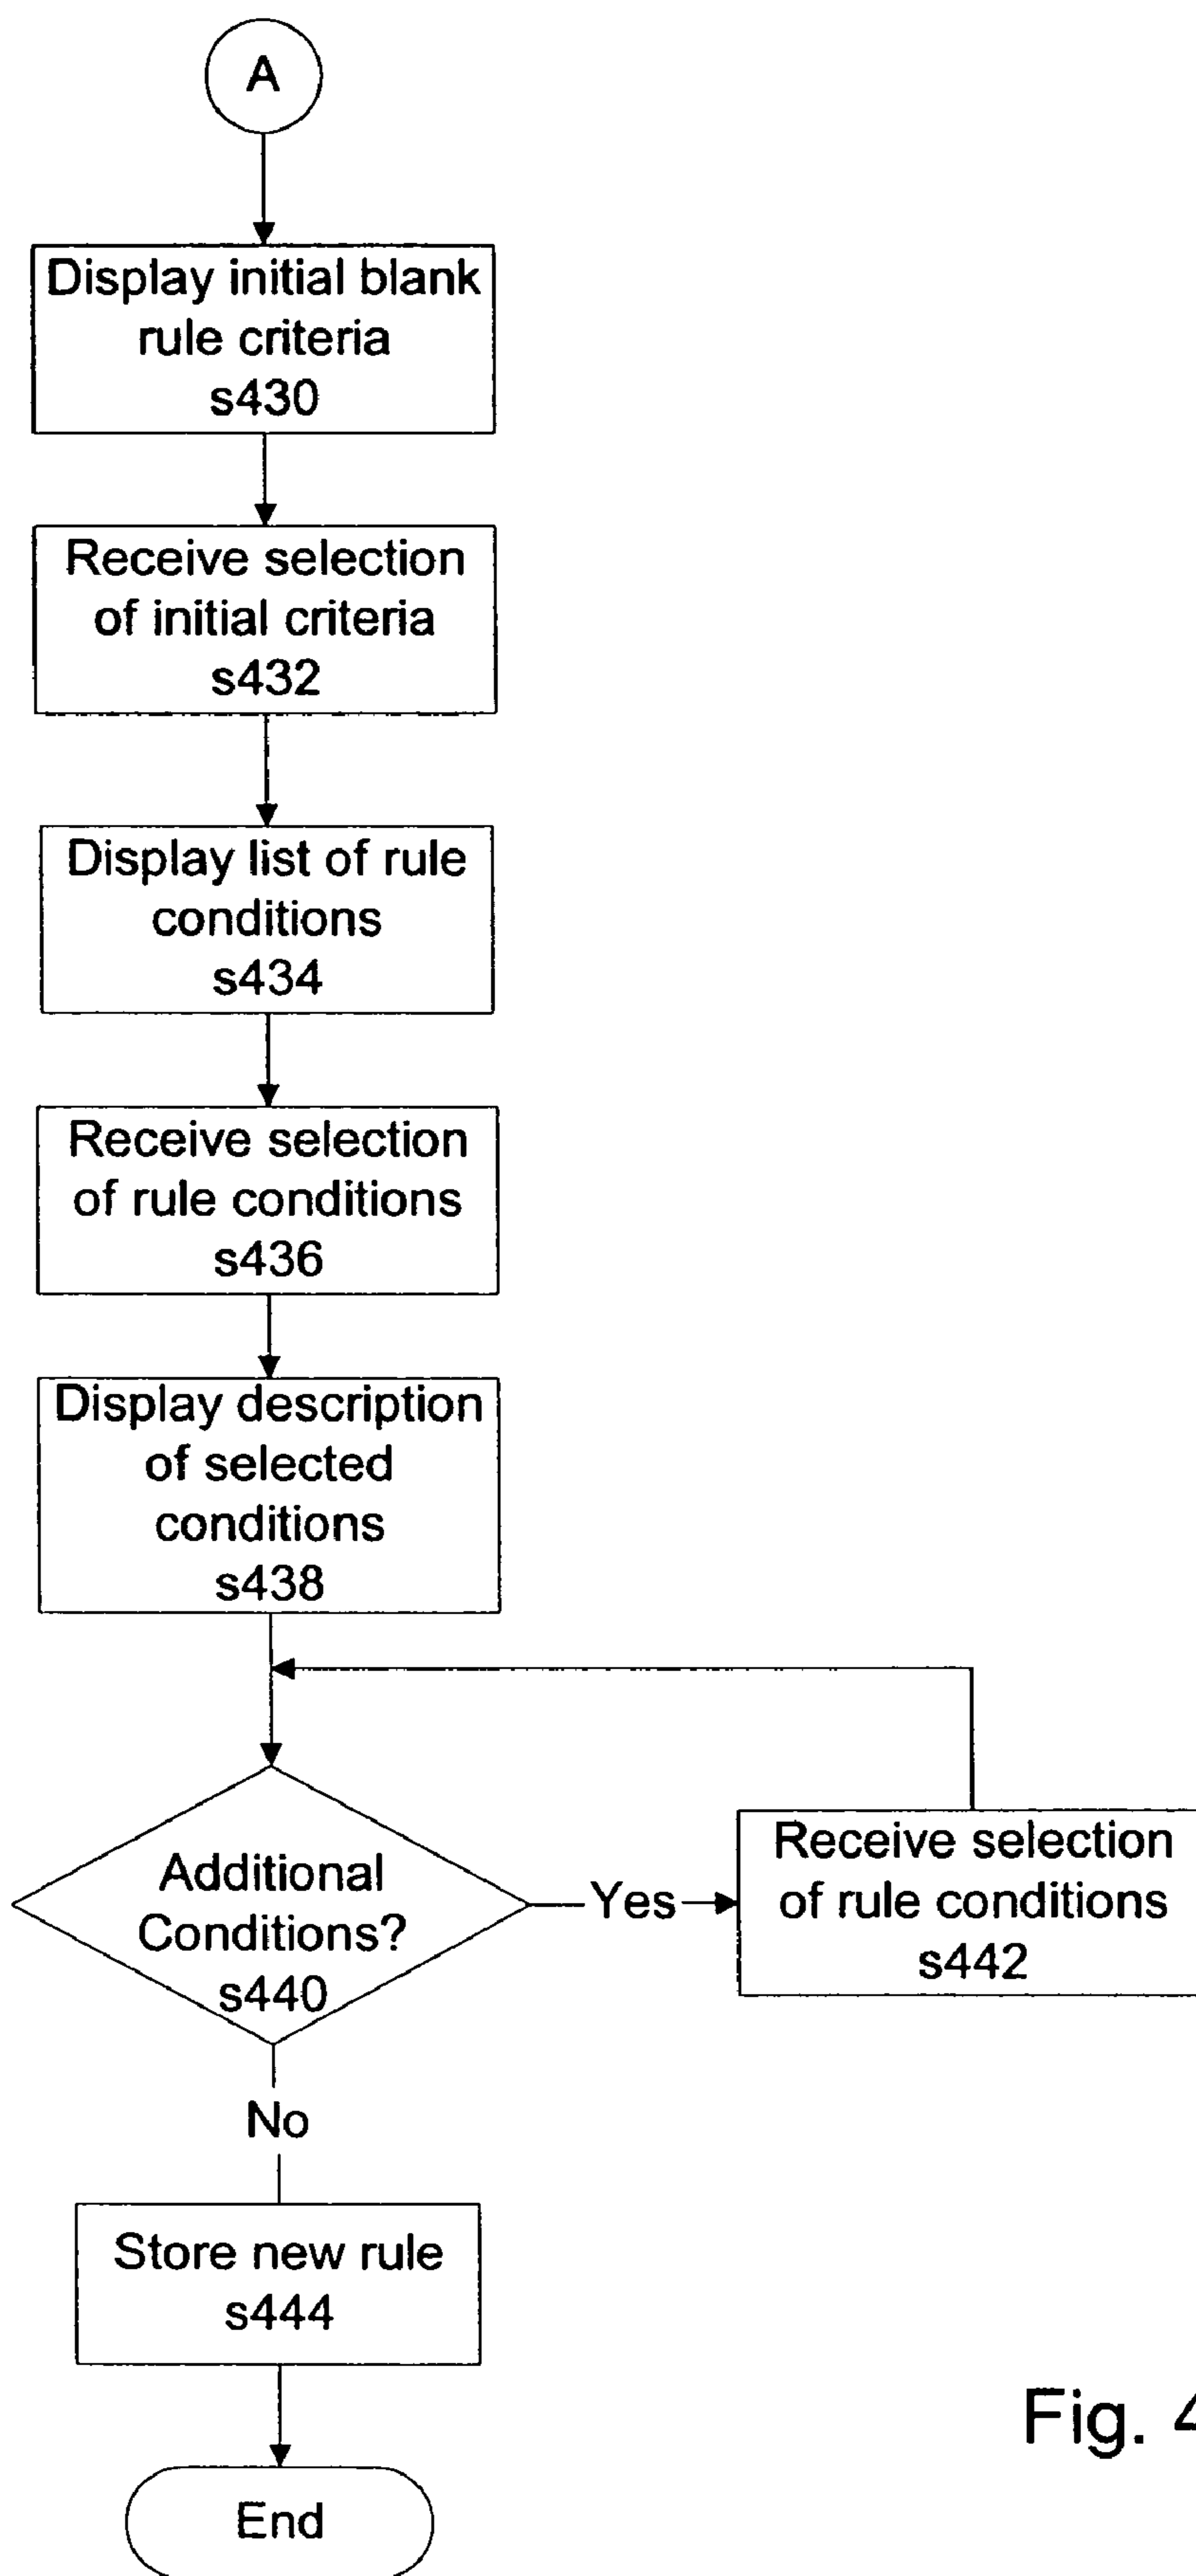 A
Display initial blank
rule criteria
s430
Receive selection
of initial criteria
s432
Display list of rule
conditions
s434
Receive selection
of rule conditions
s436
Display description
of selected
conditions
s438
Additional
Conditions?
s440
Yes
Receive selection
of rule conditions
s442
No
Store new rule
s444
End
Fig. 4